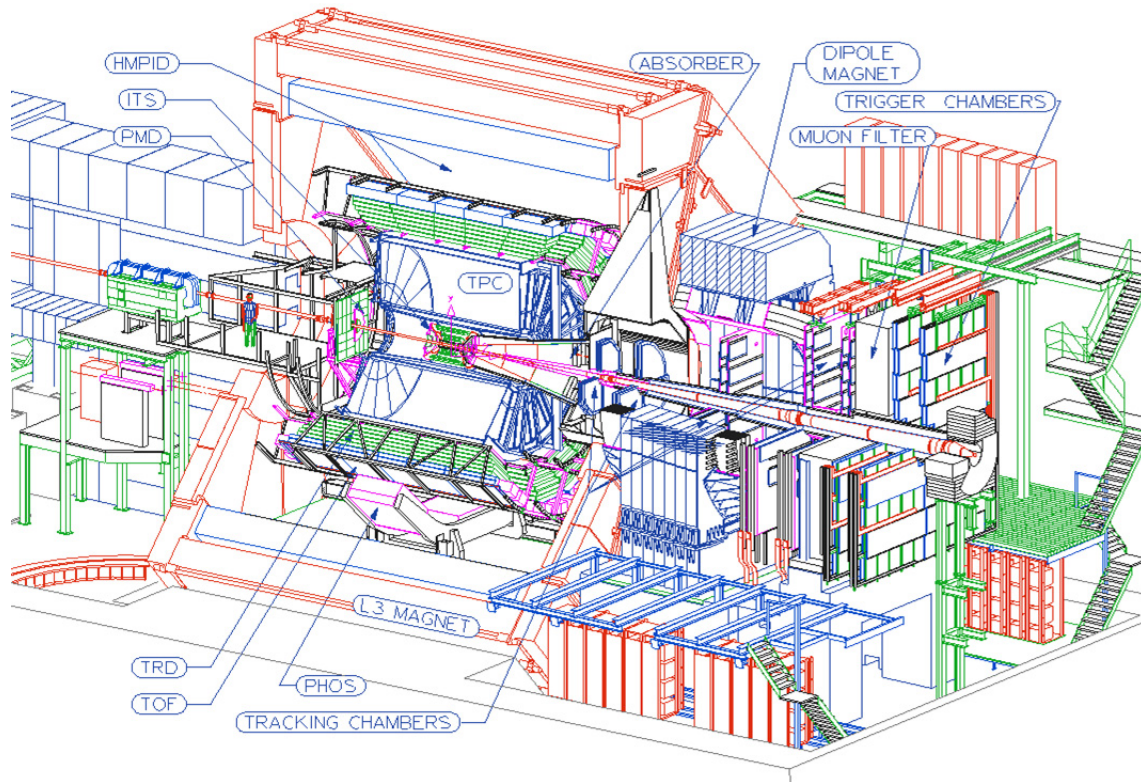 HMPID
ITS
PMD
ABSORBER
DIPOLE
MAGNET
TRIGGER CHAMBERS
MUON FILTER
TPC
L3 MAGNET
TRD
TOF
PHOS
TRACKING CHAMBERS